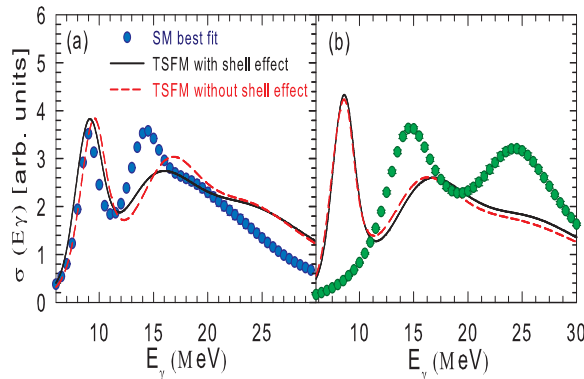 (a)
SM best fit
TSFM with shell effect
TSFM without shell effect
(b)
σ (Eγ) [arb. units]
6
5
4
3
2
1
0
10 15 20 25
10 15 20 25 30
Eγ (MeV)
Eγ (MeV)